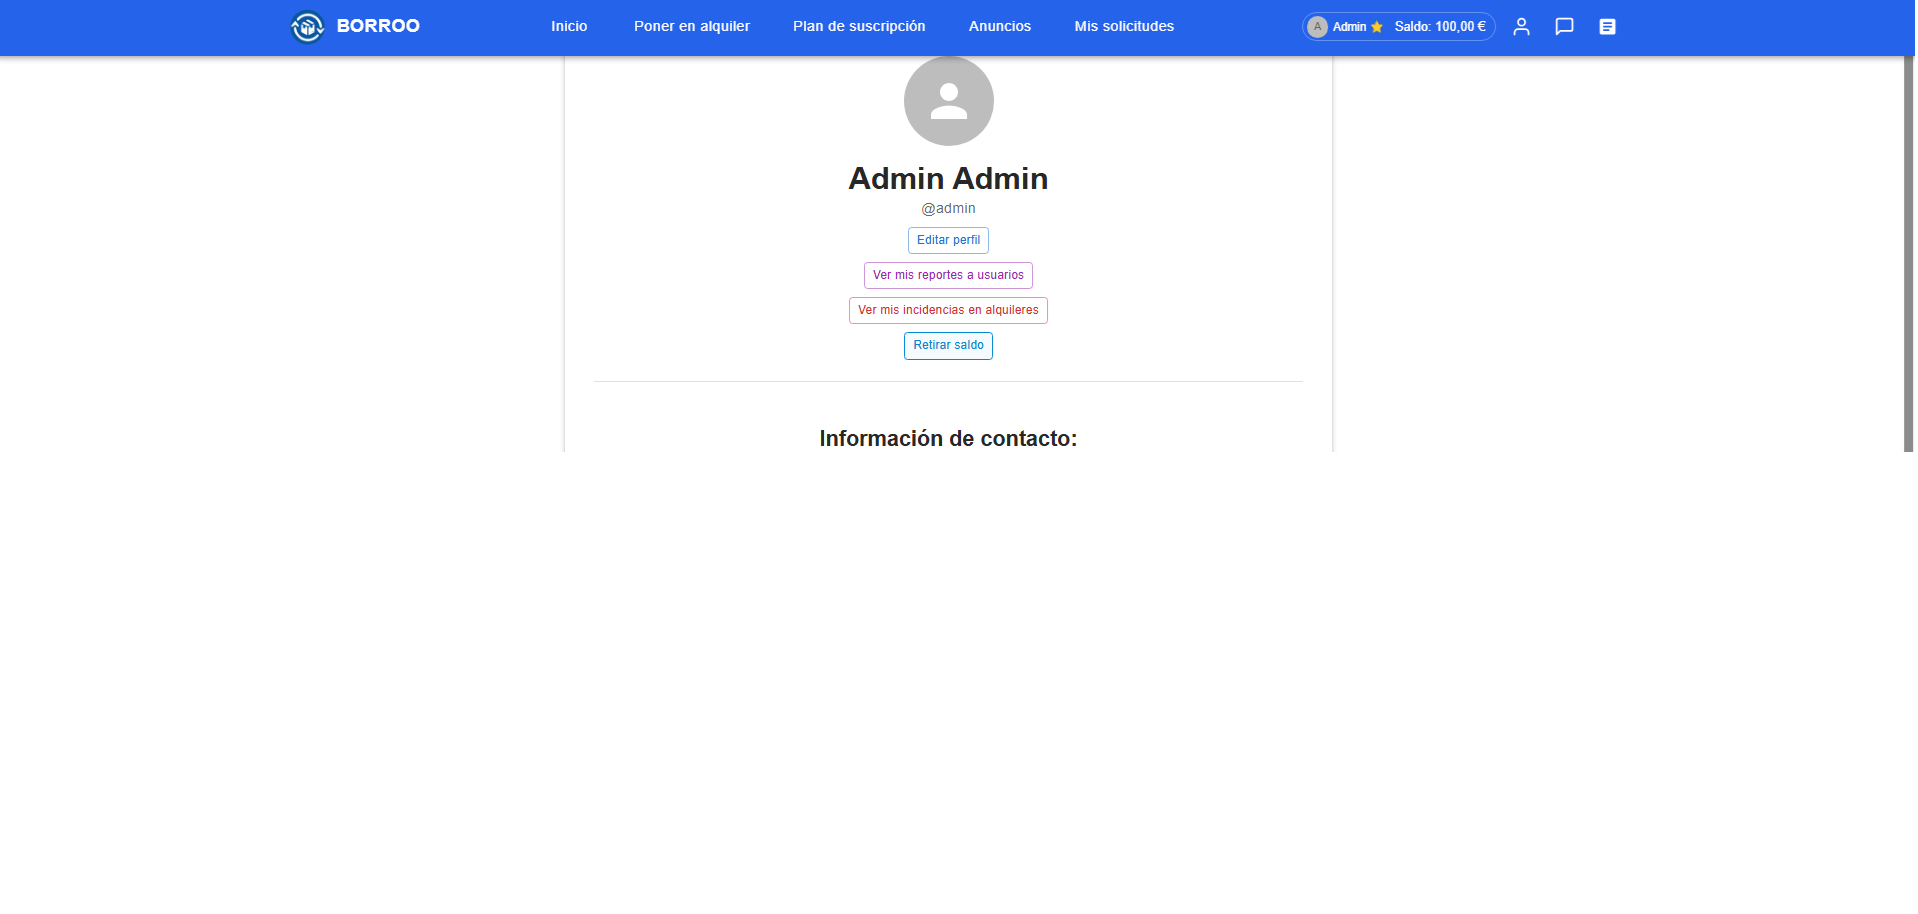 BORROO
Inicio
Poner en alquiler
Plan de suscripción
Anuncios
Mis solicitudes
A Admin ⭐ Saldo: 100,00 €
Admin Admin
@admin
Editar perfil
Ver mis reportes a usuarios
Ver mis incidencias en alquileres
Retirar saldo
Información de contacto: